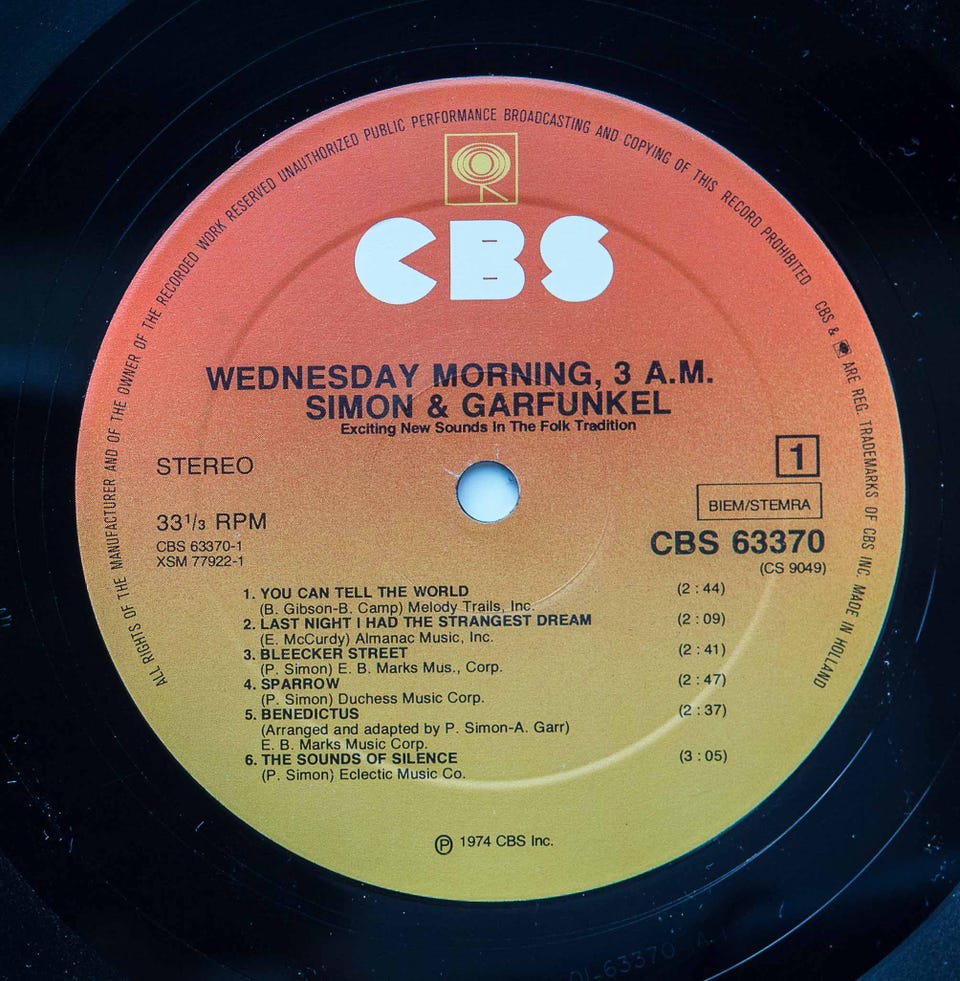 ALL RIGHTS OF THE MANUFACTURER AND OF THE OWNER OF THE RECORDED WORK RESERVED UNAUTHORIZED PUBLIC PERFORMANCE BROADCASTING AND COPYING OF THIS RECORD PROHIBITED
CBS & ARE REG. TRADEMARKS OF CBS INC. MADE IN HOLLAND
CBS
WEDNESDAY MORNING, 3 A.M.
SIMON & GARFUNKEL
Exciting New Sounds In The Folk Tradition
STEREO
1
BIEM/STEMRA
33 1/3 RPM
CBS 63370
CBS 63370-1
(CS 9049)
XSM 77922-1
1. YOU CAN TELL THE WORLD (2 : 44)
(B. Gibson-B. Camp) Melody Trails, Inc.
2. LAST NIGHT I HAD THE STRANGEST DREAM (2 : 09)
(E. McCurdy) Almanac Music, Inc.
3. BLEECKER STREET (2 : 41)
(P. Simon) E. B. Marks Mus., Corp.
4. SPARROW (2 : 47)
(P. Simon) Duchess Music Corp.
5. BENEDICTUS (2 : 37)
(Arranged and adapted by P. Simon-A. Garr)
E. B. Marks Music Corp.
6. THE SOUNDS OF SILENCE (3 : 05)
(P. Simon) Eclectic Music Co.
Ⓟ 1974 CBS Inc.